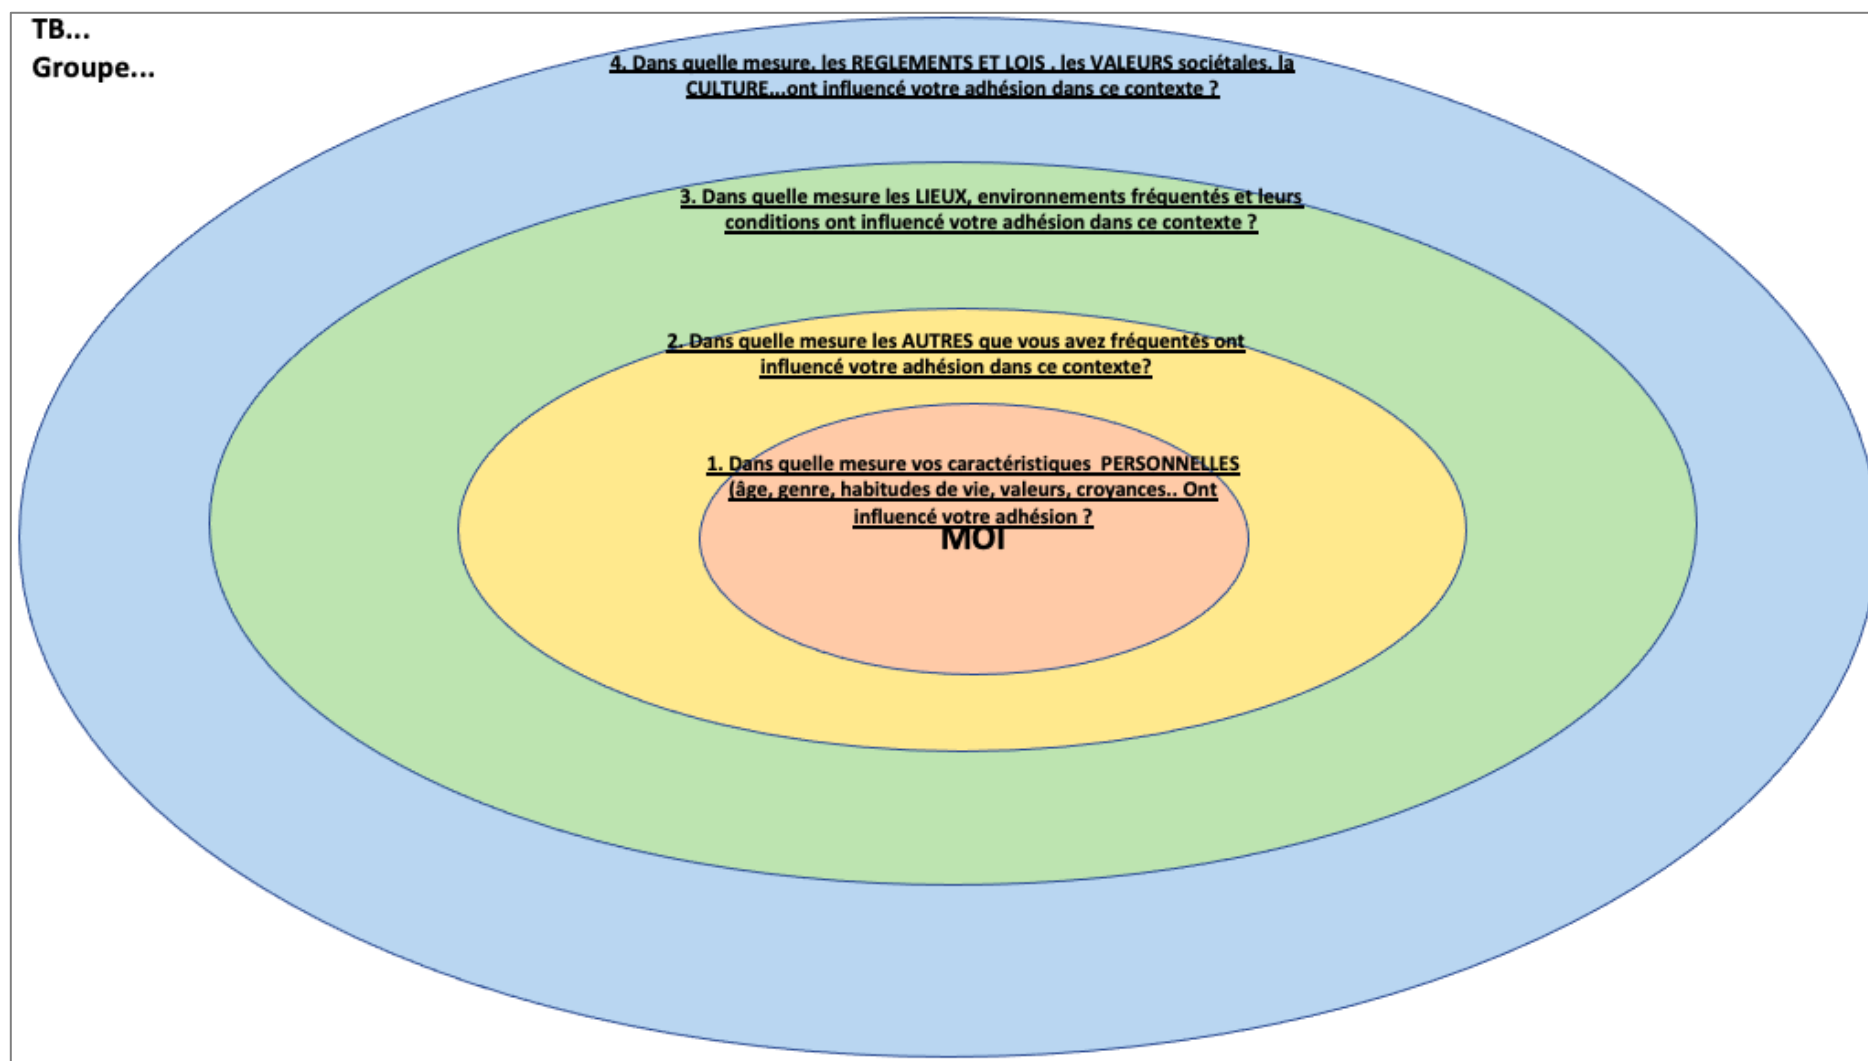 TB...
Groupe...
4. Dans quelle mesure, les REGLEMENTS ET LOIS , les VALEURS sociétales, la
CULTURE...ont influencé votre adhésion dans ce contexte ?
3. Dans quelle mesure les LIEUX, environnements fréquentés et leurs
conditions ont influencé votre adhésion dans ce contexte ?
2. Dans quelle mesure les AUTRES que vous avez fréquentés ont
influencé votre adhésion dans ce contexte?
1. Dans quelle mesure vos caractéristiques PERSONNELLES
(âge, genre, habitudes de vie, valeurs, croyances.. Ont
influencé votre adhésion ?
MOI